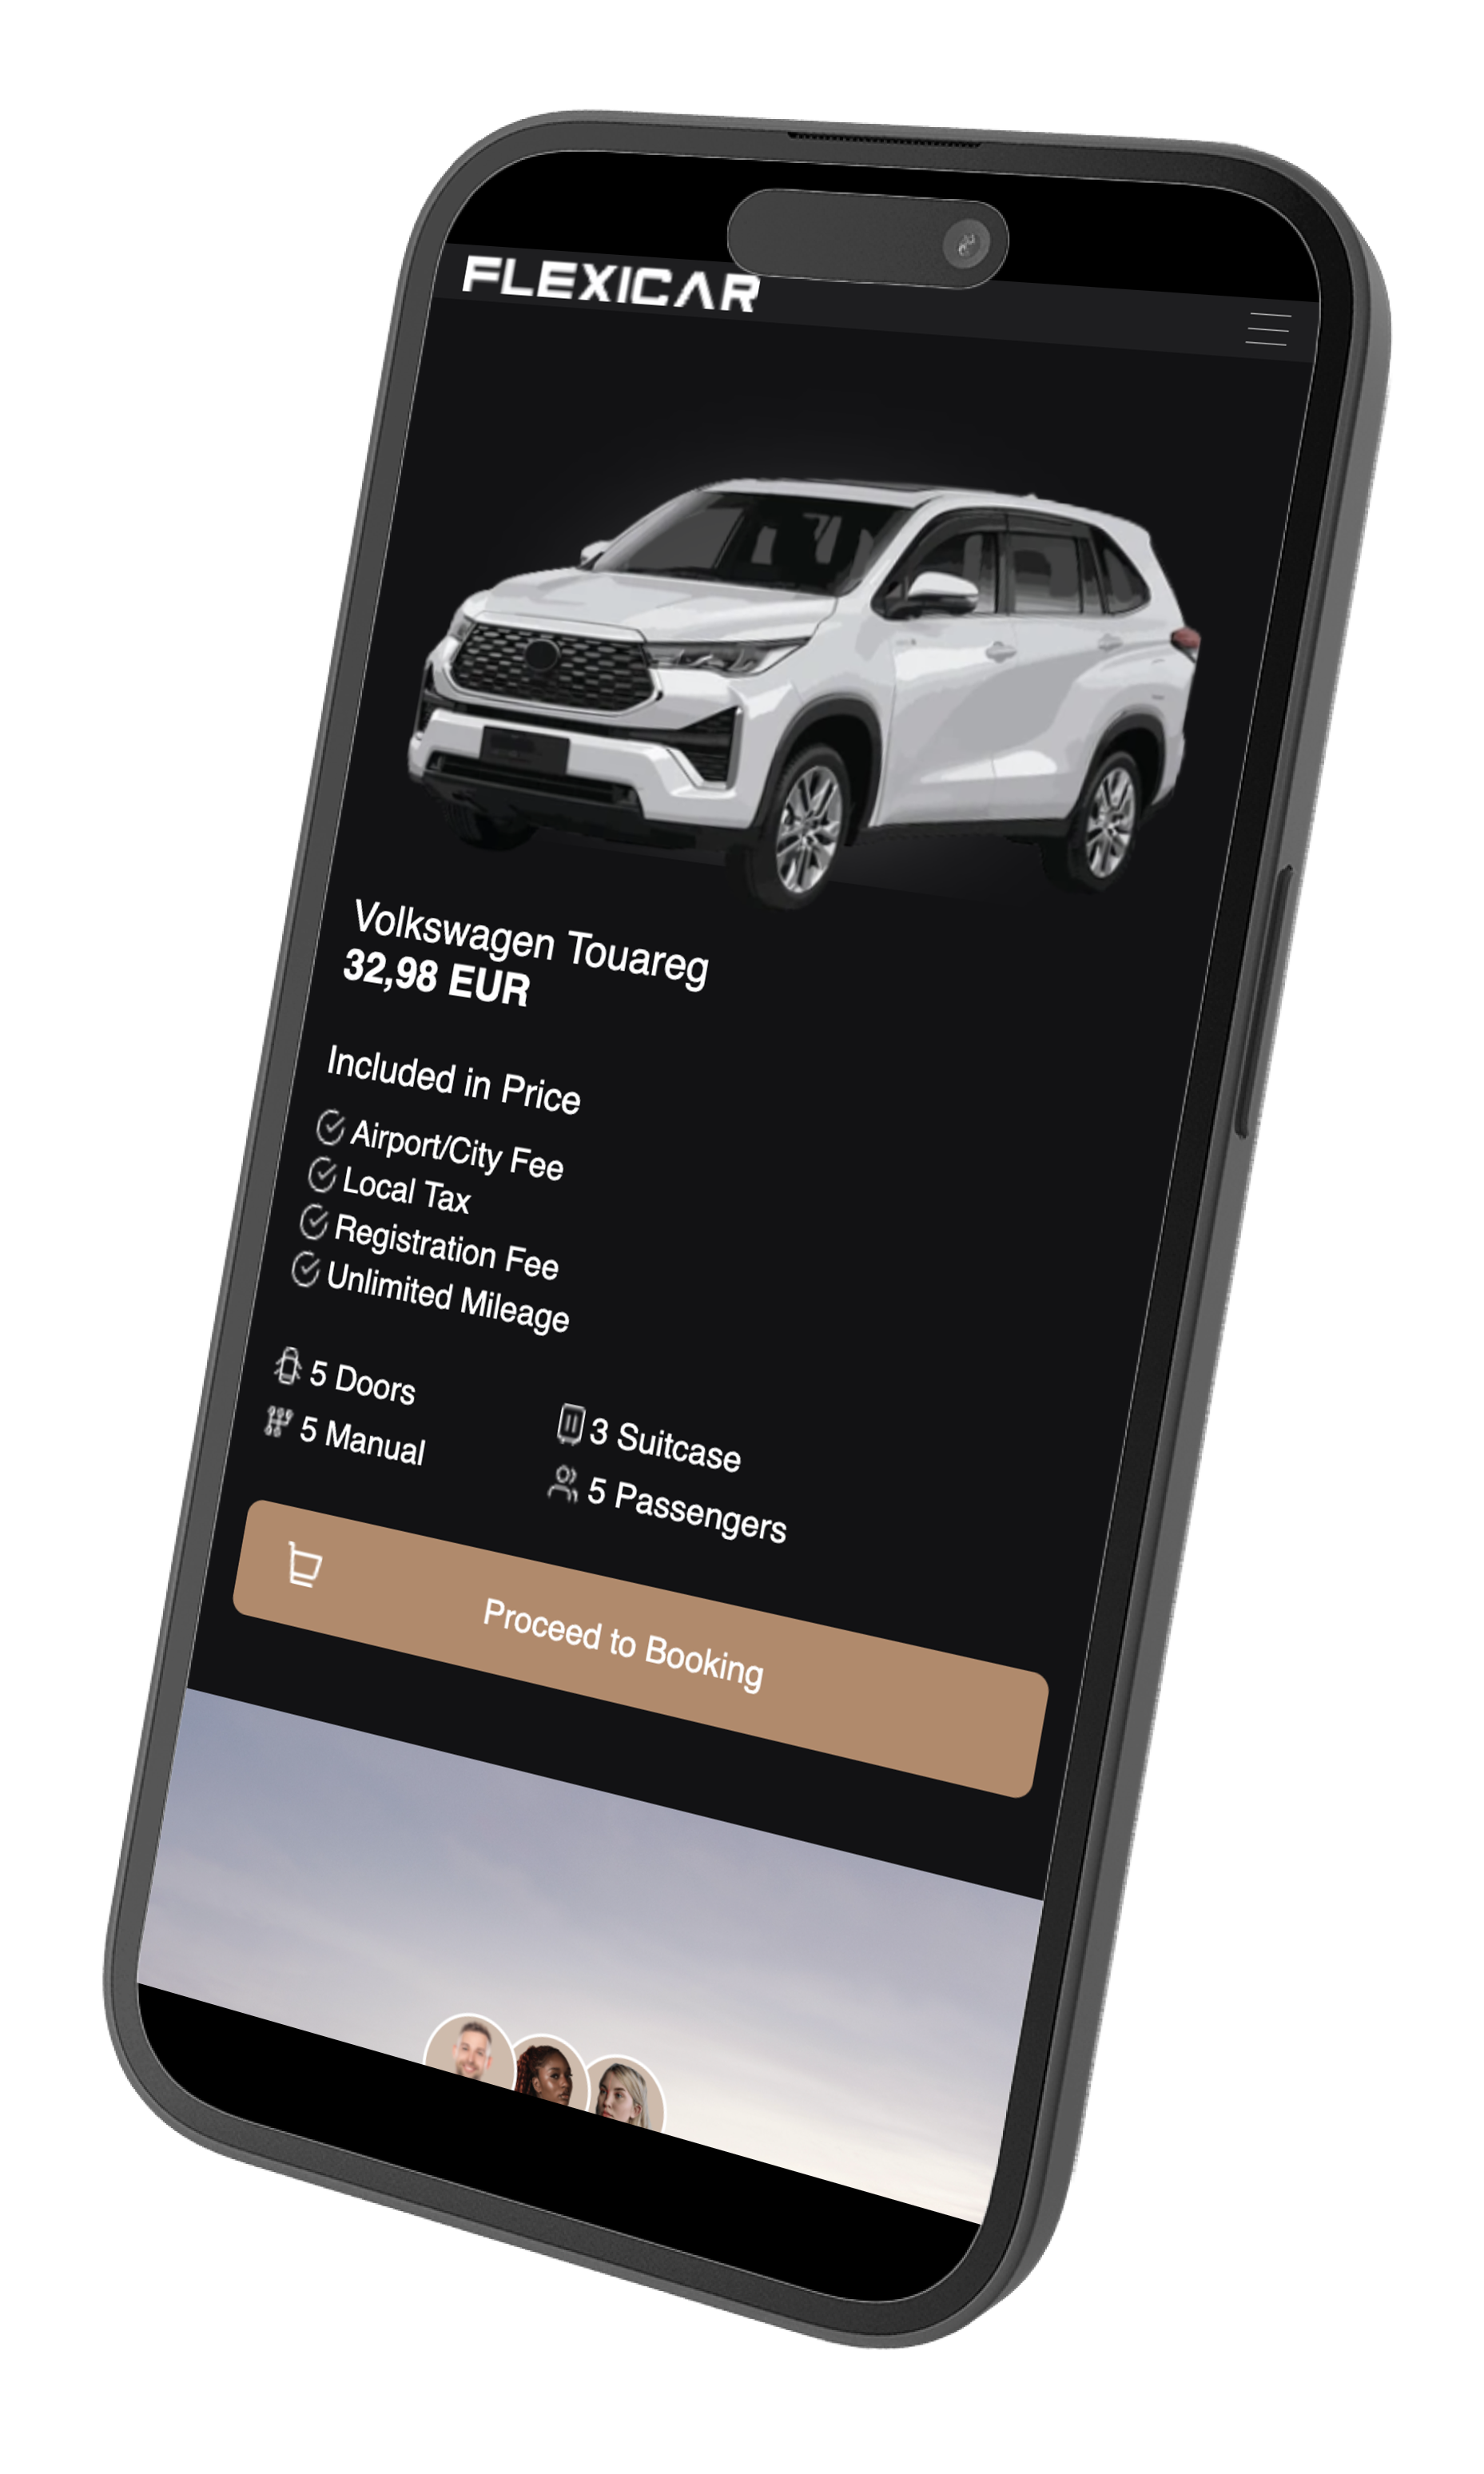 FLEXICAR
Volkswagen Touareg
32,98 EUR
Included in Price
Airport/City Fee
Local Tax
Registration Fee
Unlimited Mileage
5 Doors
3 Suitcase
5 Manual
5 Passengers
Proceed to Booking